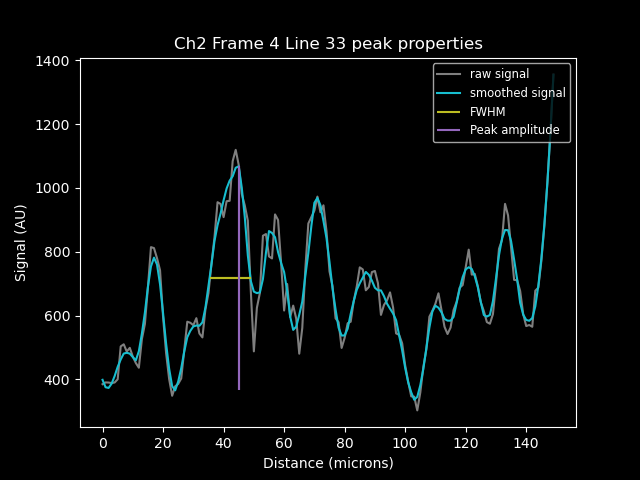 Ch2 Frame 4 Line 33 peak properties
raw signal
smoothed signal
FWHM
Peak amplitude
Signal (AU)
1400
1200
1000
800
600
400
0 20 40 60 80 100 120 140
Distance (microns)